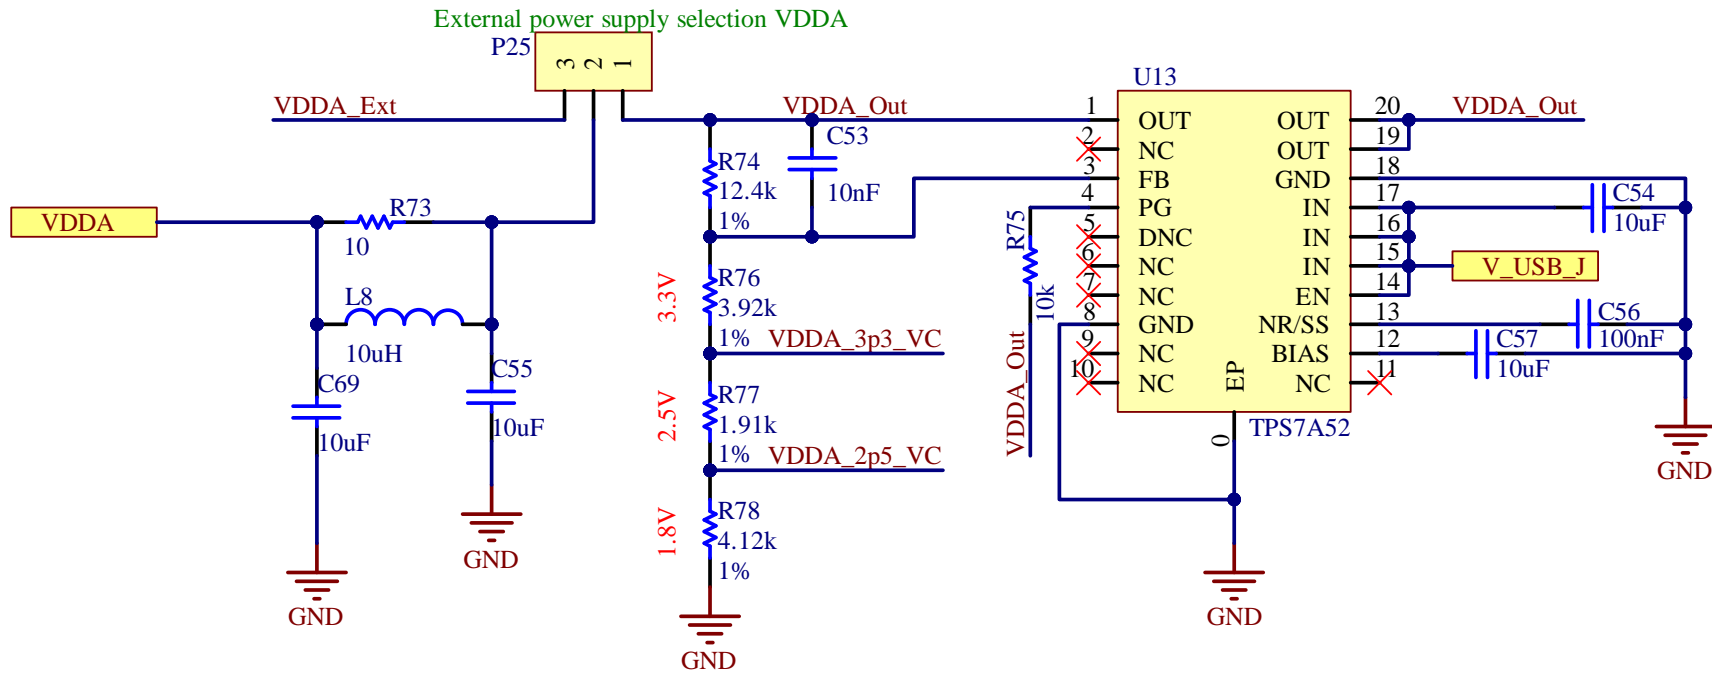 External power supply selection VDDA
P25
3 2 1
VDDA_Ext
VDDA_Out
VDDA
R73
10
L8
10uH
C69
10uF
C55
10uF
GND
GND
R74
12.4k
1%
C53
10nF
3.3V
R76
3.92k
1%
VDDA_3p3_VC
2.5V
R77
1.91k
1%
VDDA_2p5_VC
1.8V
R78
4.12k
1%
GND
R75
10k
VDDA_Out
U13
1 OUT
2 NC
3 FB
4 PG
5 DNC
6 NC
7 NC
8 GND
9 NC
10 NC
OUT 20
OUT 19
GND 18
IN 17
IN 16
IN 15
EN 14
NR/SS 13
BIAS 12
NC 11
EP
0
TPS7A52
GND
VDDA_Out
C54
10uF
V_USB_J
C56
100nF
C57
10uF
GND